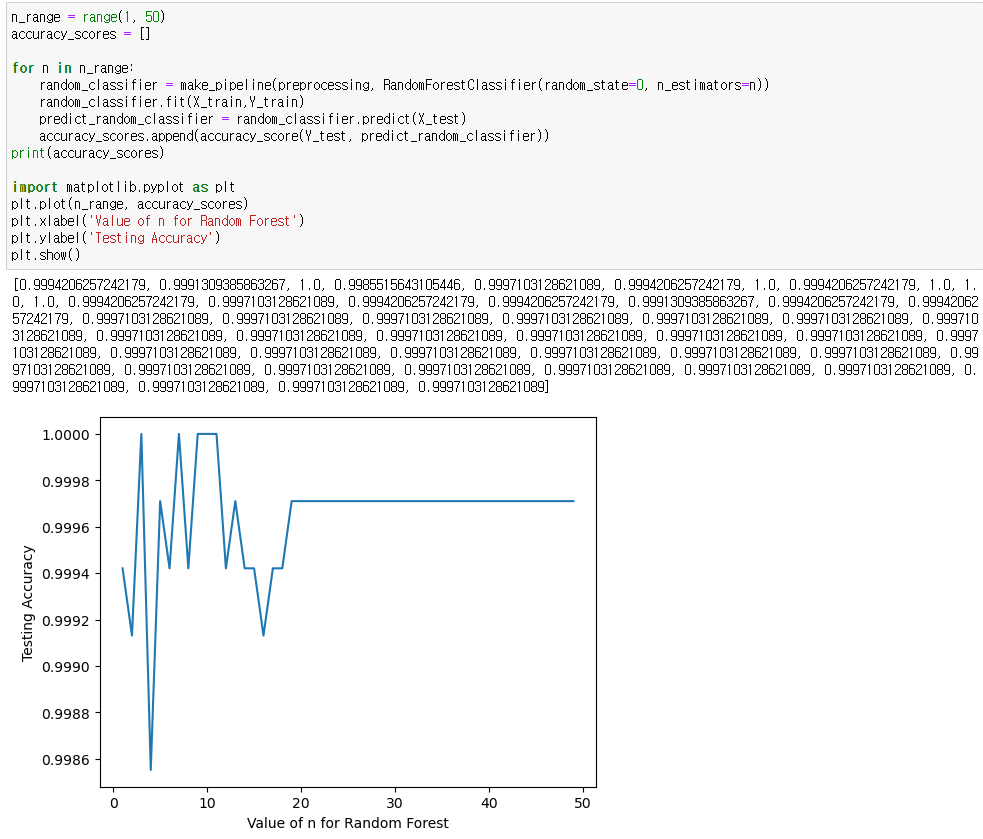 n_range = range(1, 50)
accuracy_scores = []
for n in n_range:
    random_classifier = make_pipeline(preprocessing, RandomForestClassifier(random_state=0, n_estimators=n))
    random_classifier.fit(X_train,Y_train)
    predict_random_classifier = random_classifier.predict(X_test)
    accuracy_scores.append(accuracy_score(Y_test, predict_random_classifier))
print(accuracy_scores)
import matplotlib.pyplot as plt
plt.plot(n_range, accuracy_scores)
plt.xlabel('Value of n for Random Forest')
plt.ylabel('Testing Accuracy')
plt.show()
[0.9994206257242179, 0.9991309385863267, 1.0, 0.9985515643105446, 0.9997103128621089, 0.9994206257242179, 1.0, 0.9994206257242179, 1.0, 1.
0, 1.0, 0.9994206257242179, 0.9997103128621089, 0.9994206257242179, 0.9994206257242179, 0.9991309385863267, 0.9994206257242179, 0.9994206
57242179, 0.9997103128621089, 0.9997103128621089, 0.9997103128621089, 0.9997103128621089, 0.9997103128621089, 0.9997103128621089, 0.999710
3128621089, 0.9997103128621089, 0.9997103128621089, 0.9997103128621089, 0.9997103128621089, 0.9997103128621089, 0.9997103128621089, 0.9997
103128621089, 0.9997103128621089, 0.9997103128621089, 0.9997103128621089, 0.9997103128621089, 0.9997103128621089, 0.9997103128621089, 0.99
97103128621089, 0.9997103128621089, 0.9997103128621089, 0.9997103128621089, 0.9997103128621089, 0.9997103128621089, 0.9997103128621089, 0.
9997103128621089, 0.9997103128621089, 0.9997103128621089, 0.9997103128621089]
1.0000
0.9998
0.9996
0.9994
0.9992
0.9990
0.9988
0.9986
Testing Accuracy
0 10 20 30 40 50
Value of n for Random Forest